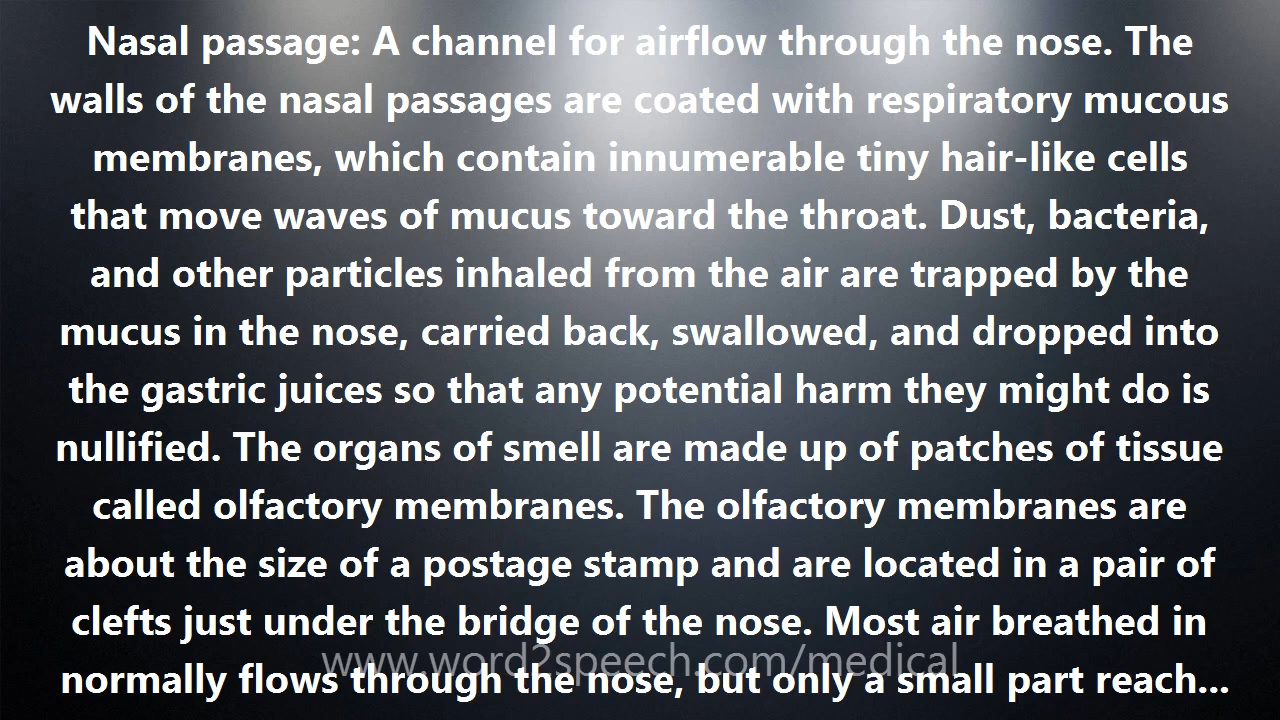 Nasal passage: A channel for airflow through the nose. The
walls of the nasal passages are coated with respiratory mucous
membranes, which contain innumerable tiny hair-like cells
that move waves of mucus toward the throat. Dust, bacteria,
and other particles inhaled from the air are trapped by the
mucus in the nose, carried back, swallowed, and dropped into
the gastric juices so that any potential harm they might do is
nullified. The organs of smell are made up of patches of tissue
called olfactory membranes. The olfactory membranes are
about the size of a postage stamp and are located in a pair of
clefts just under the bridge of the nose. Most air breathed in
www.word2speech.com/medical
normally flows through the nose, but only a small part reach...